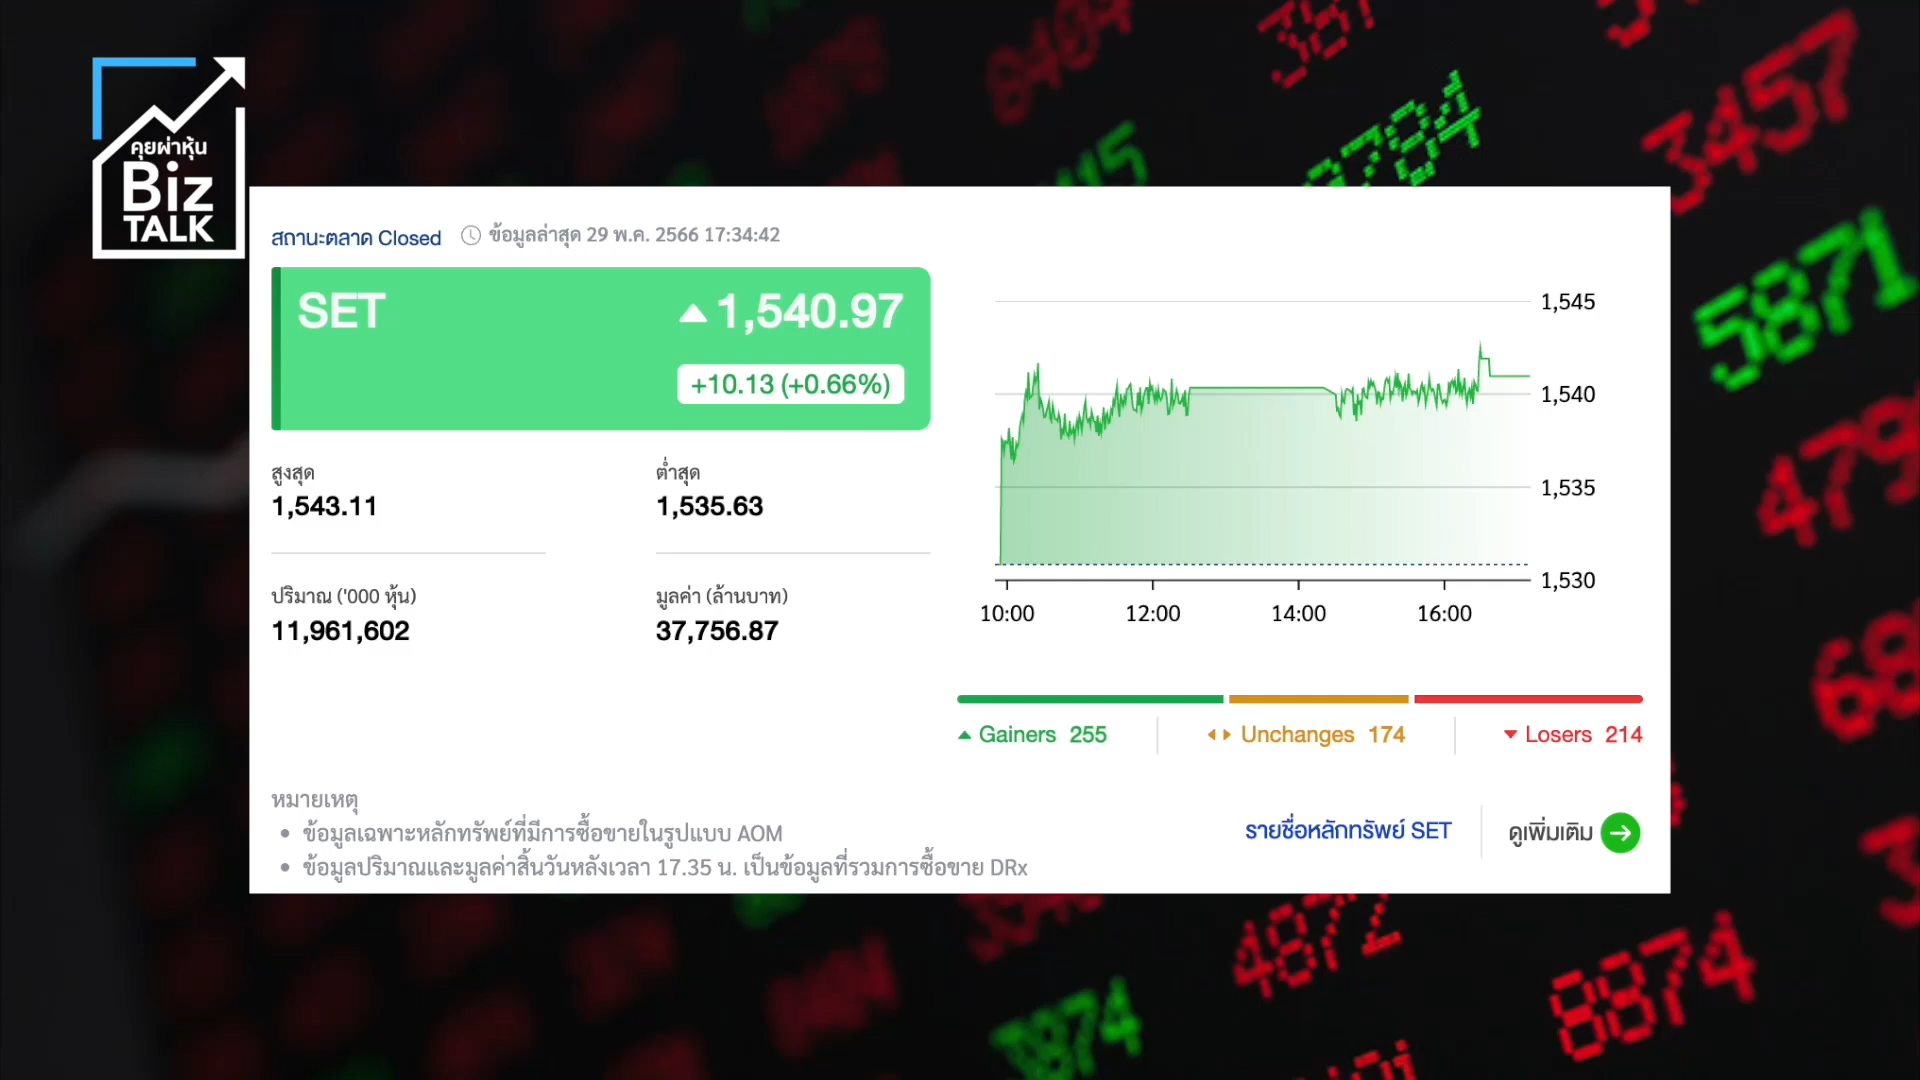 คุยผ่าหุ้น
Biz
TALK
สถานะตลาด Closed ข้อมูลล่าสุด 29 พ.ค. 2566 17:34:42
SET
1,540.97
+10.13 (+0.66%)
สูงสุด
1,543.11
ต่ำสุด
1,535.63
ปริมาณ ('000 หุ้น)
11,961,602
มูลค่า (ล้านบาท)
37,756.87
1,545
1,540
1,535
1,530
10:00 12:00 14:00 16:00
Gainers 255 Unchanges 174 Losers 214
หมายเหตุ
• ข้อมูลเฉพาะหลักทรัพย์ที่มีการซื้อขายในรูปแบบ AOM
• ข้อมูลปริมาณและมูลค่าสิ้นวันหลังเวลา 17.35 น. เป็นข้อมูลที่รวมการซื้อขาย DRx
รายชื่อหลักทรัพย์ SET ดูเพิ่มเติม
3457
5871
4872
8874